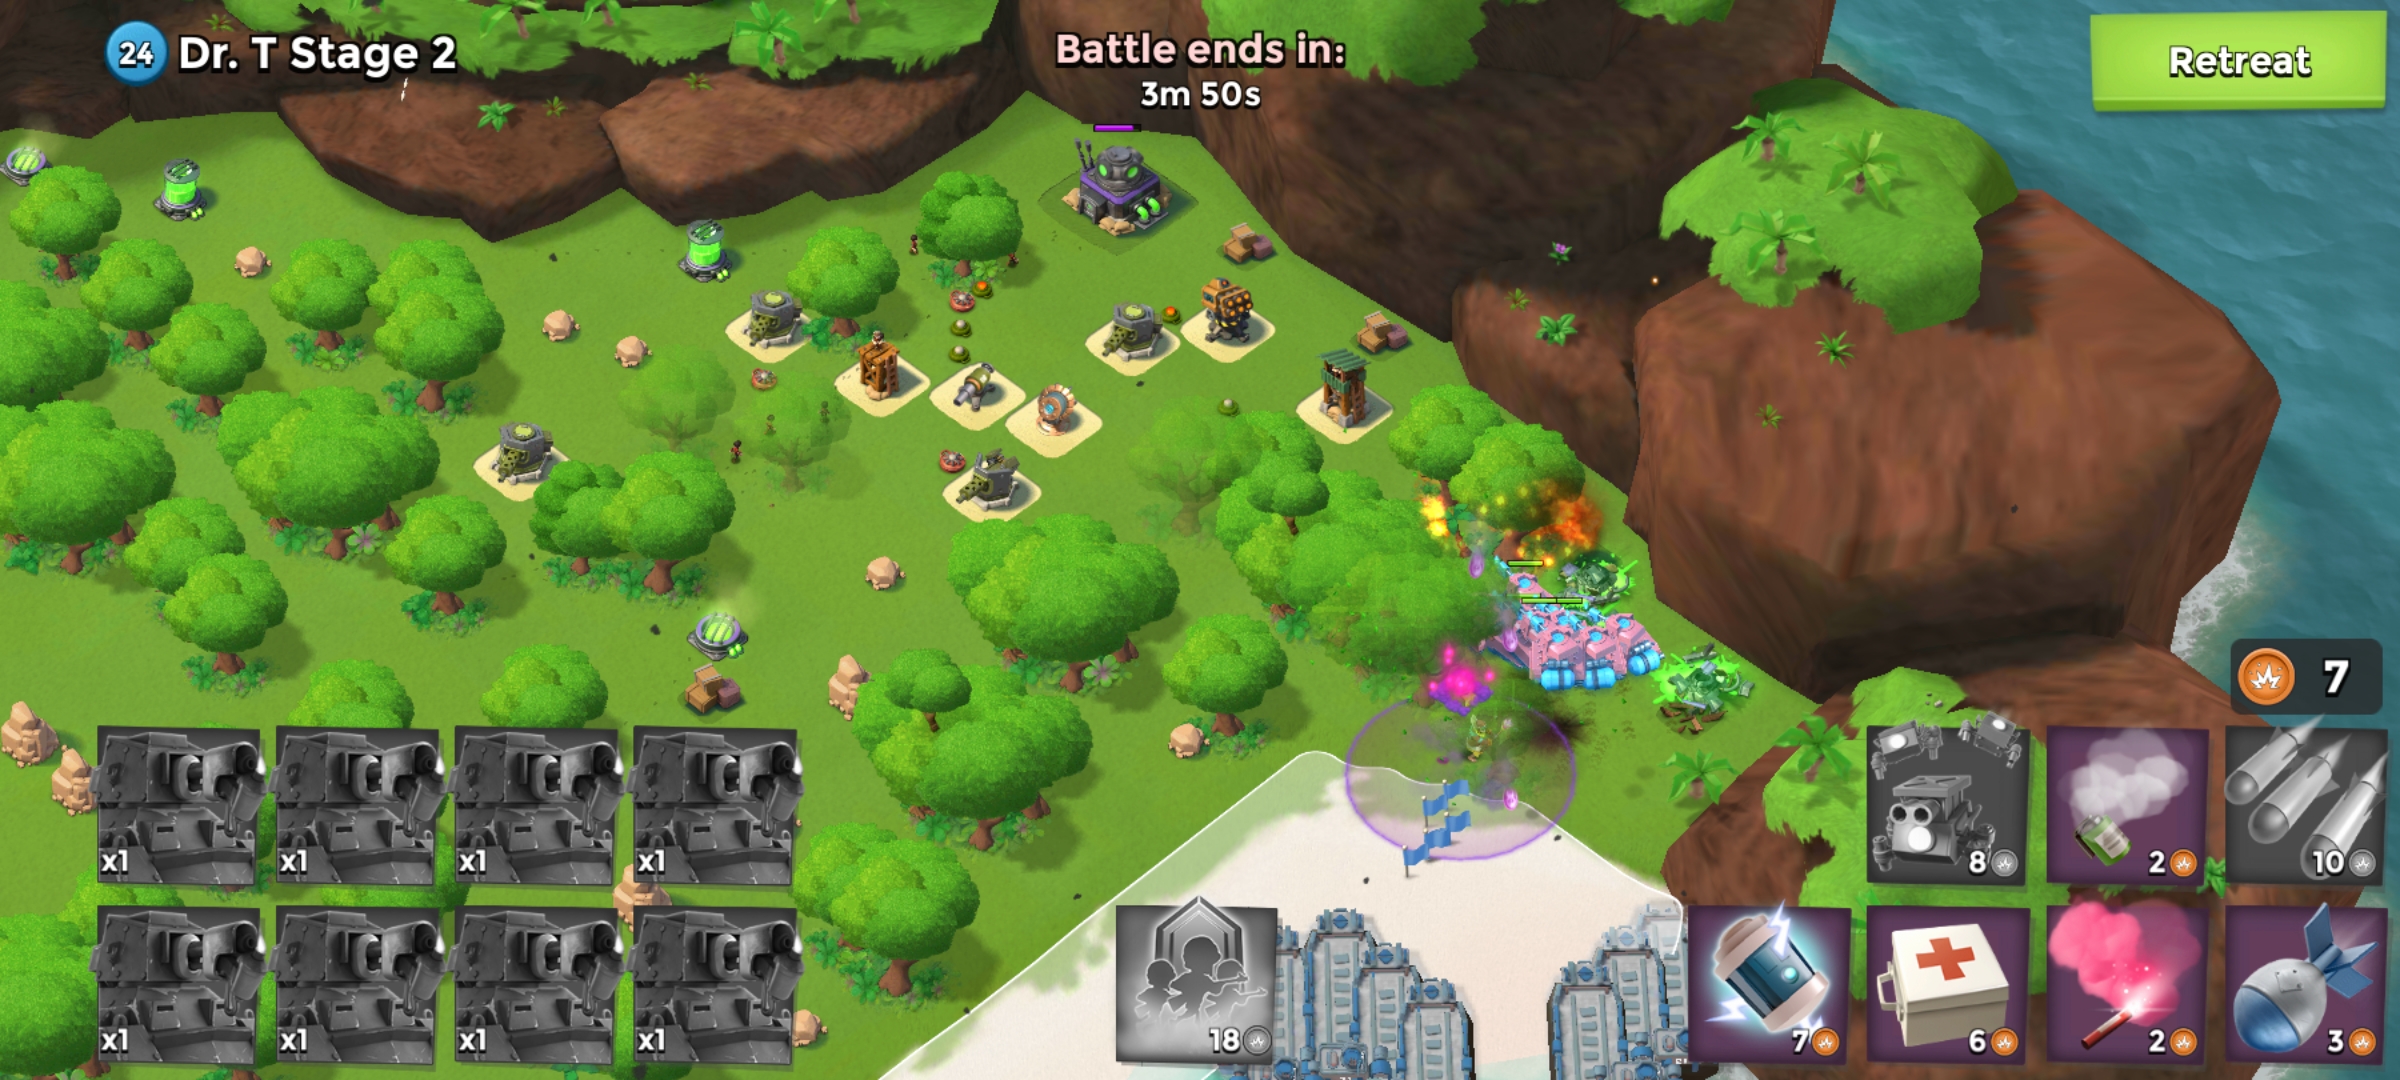 24 Dr. T Stage 2
Battle ends in:
3m 50s
Retreat
7
x1 x1 x1 x1
8 2 10
x1 x1 x1 x1
18 7 6 2 3